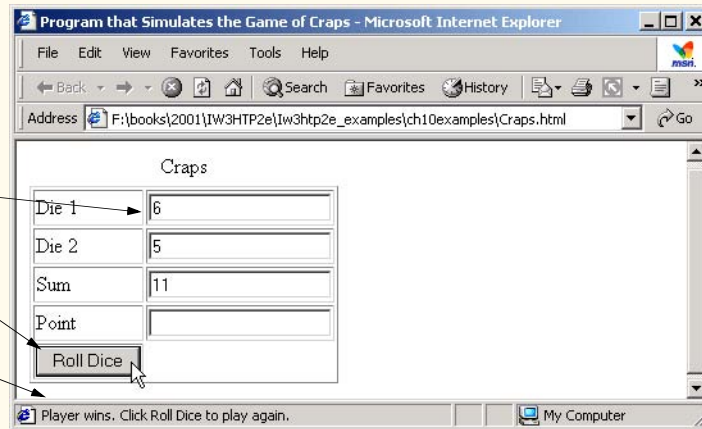 Program that Simulates the Game of Craps - Microsoft Internet Explorer
File Edit View Favorites Tools Help
msn.
Back Search Favorites History »
Address F:\books\2001\IW3HTP2e\Iw3htp2e_examples\ch10examples\Craps.html Go
Craps
Die 1 6
Die 2 5
Sum 11
Point
Roll Dice
Player wins. Click Roll Dice to play again. My Computer